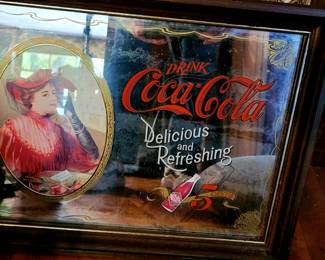 DRINK
Coca-Cola
Delicious
and
Refreshing
5